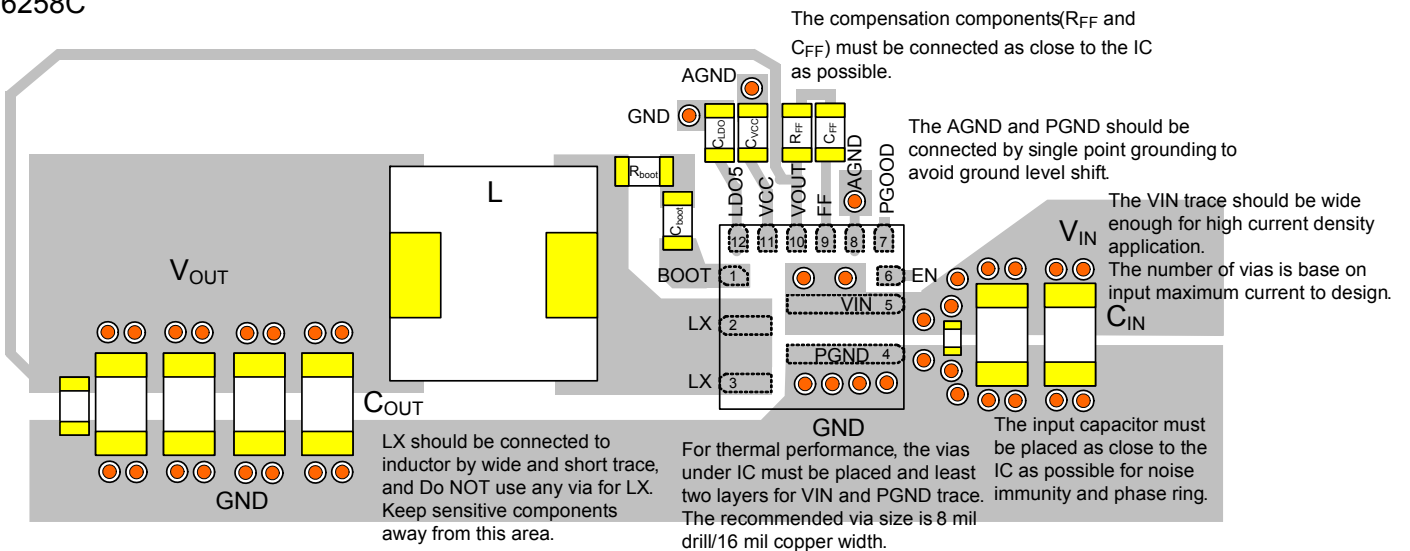 6258C
The compensation components(RFF and
CFF) must be connected as close to the IC
as possible.
AGND
GND
CLDO
CVCC
RFF
CFF
The AGND and PGND should be
connected by single point grounding to
avoid ground level shift.
Rboot
Cboot
L
LDO5
VCC
VOUT
FF
AGND
PGOOD
The VIN trace should be wide
enough for high current density
application.
The number of vias is base on
input maximum current to design.
VIN
12
11
10
9
8
7
VOUT
BOOT
1
6
EN
VIN
5
LX
2
CIN
PGND
4
LX
3
COUT
GND
GND
LX should be connected to
inductor by wide and short trace,
and Do NOT use any via for LX.
Keep sensitive components
away from this area.
For thermal performance, the vias
under IC must be placed and least
two layers for VIN and PGND trace.
The recommended via size is 8 mil
drill/16 mil copper width.
The input capacitor must
be placed as close to the
IC as possible for noise
immunity and phase ring.